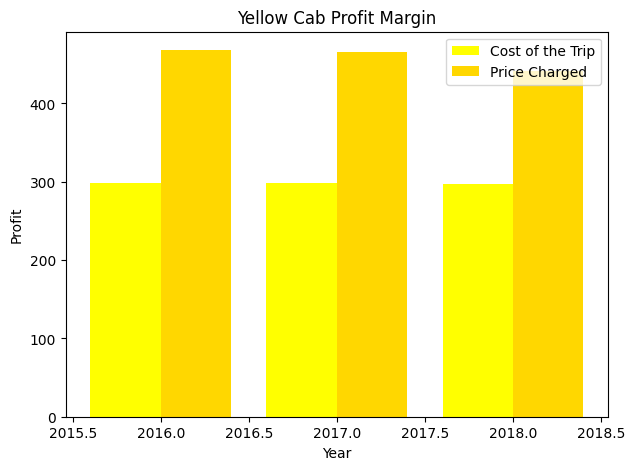 Yellow Cab Profit Margin
Cost of the Trip
Price Charged
400
300
200
100
0
Profit
2015.5 2016.0 2016.5 2017.0 2017.5 2018.0 2018.5
Year